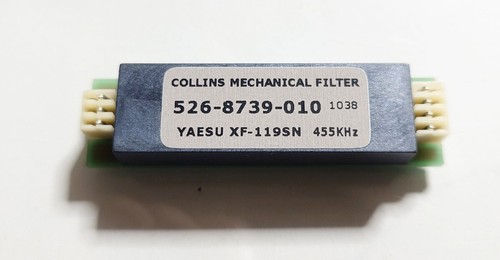 COLLINS MECHANICAL FILTER
526-8739-010 1038
YAESU XF-119SN 455KHz